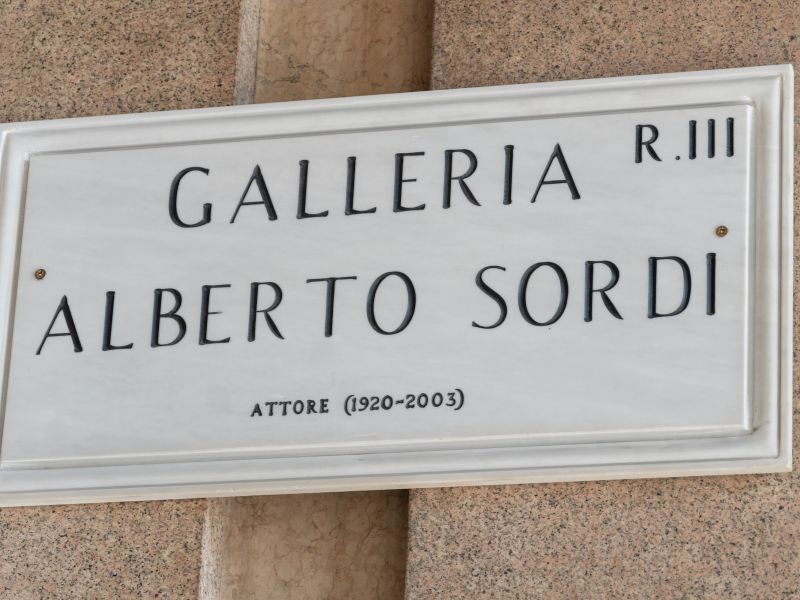 R.III
GALLERIA
ALBERTO SORDI
ATTORE (1920-2003)